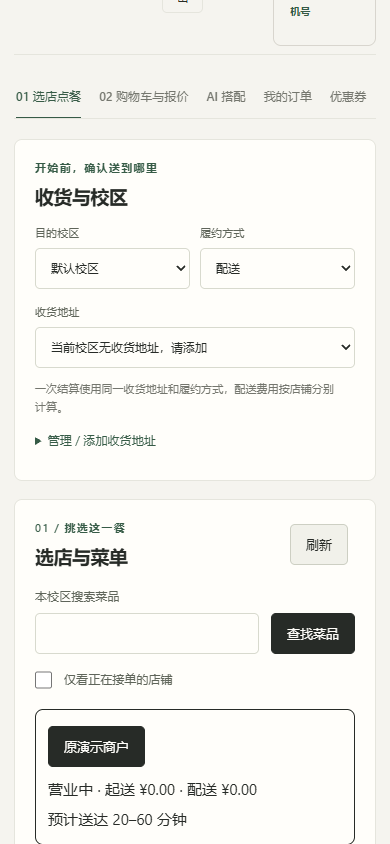 机号
01 选店点餐 02 购物车与报价 AI 搭配 我的订单 优惠券
开始前，确认送到哪里
收货与校区
目的校区 履约方式
默认校区 配送
收货地址
当前校区无收货地址，请添加
一次结算使用同一收货地址和履约方式，配送费用按店铺分别
计算。
管理 / 添加收货地址
01 / 挑选这一餐
选店与菜单
刷新
本校区搜索菜品
查找菜品
仅看正在接单的店铺
原演示商户
营业中 · 起送 ¥0.00 · 配送 ¥0.00
预计送达 20–60 分钟